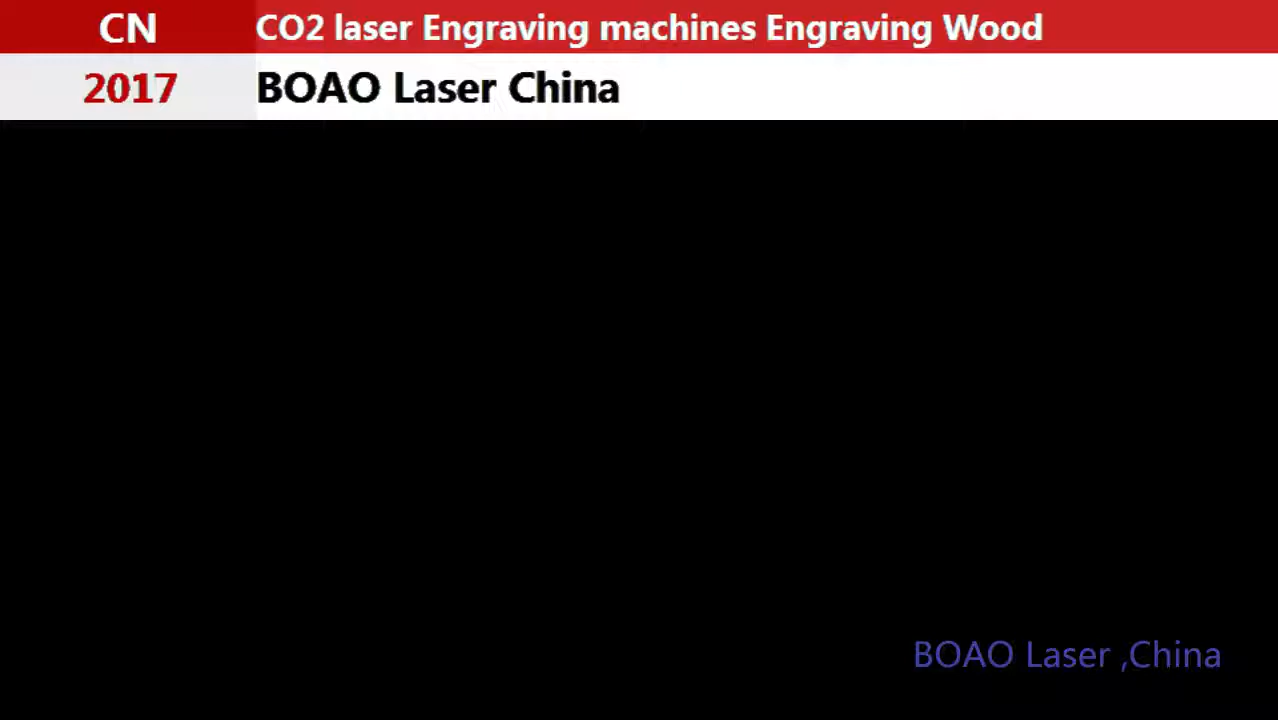 CN
CO2 laser Engraving machines Engraving Wood
2017
BOAO Laser China
BOAO Laser ,China